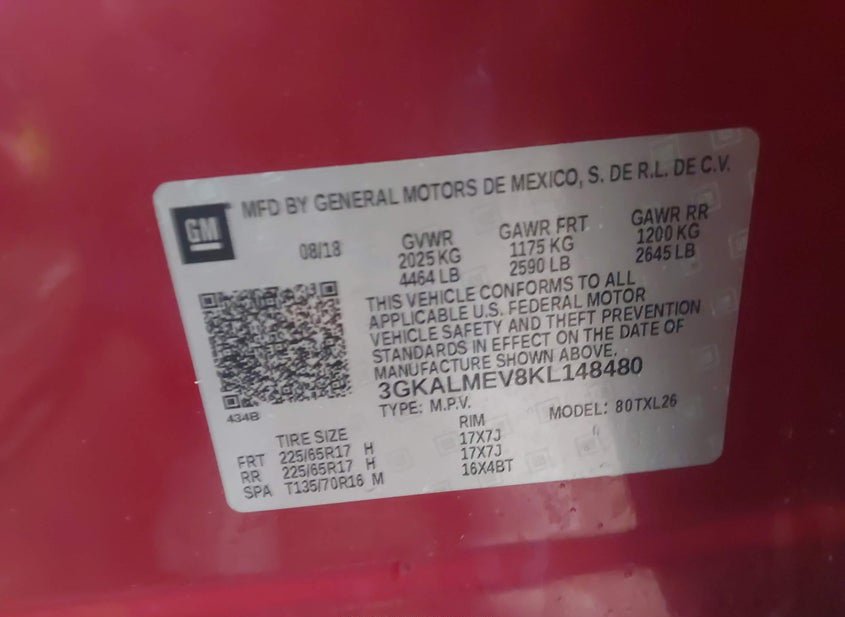 GM
MFD BY GENERAL MOTORS DE MEXICO, S. DE R.L. DE C.V.
08/18 GVWR GAWR FRT GAWR RR
2025 KG 1175 KG 1200 KG
4464 LB 2590 LB 2645 LB
THIS VEHICLE CONFORMS TO ALL
APPLICABLE U.S. FEDERAL MOTOR
VEHICLE SAFETY AND THEFT PREVENTION
STANDARDS IN EFFECT ON THE DATE OF
MANUFACTURE SHOWN ABOVE.
3GKALMEV8KL148480
434B TYPE: M.P.V. MODEL: 80TXL26
TIRE SIZE RIM
FRT 225/65R17 H 17X7J
RR 225/65R17 H 17X7J
SPA T135/70R16 M 16X4BT